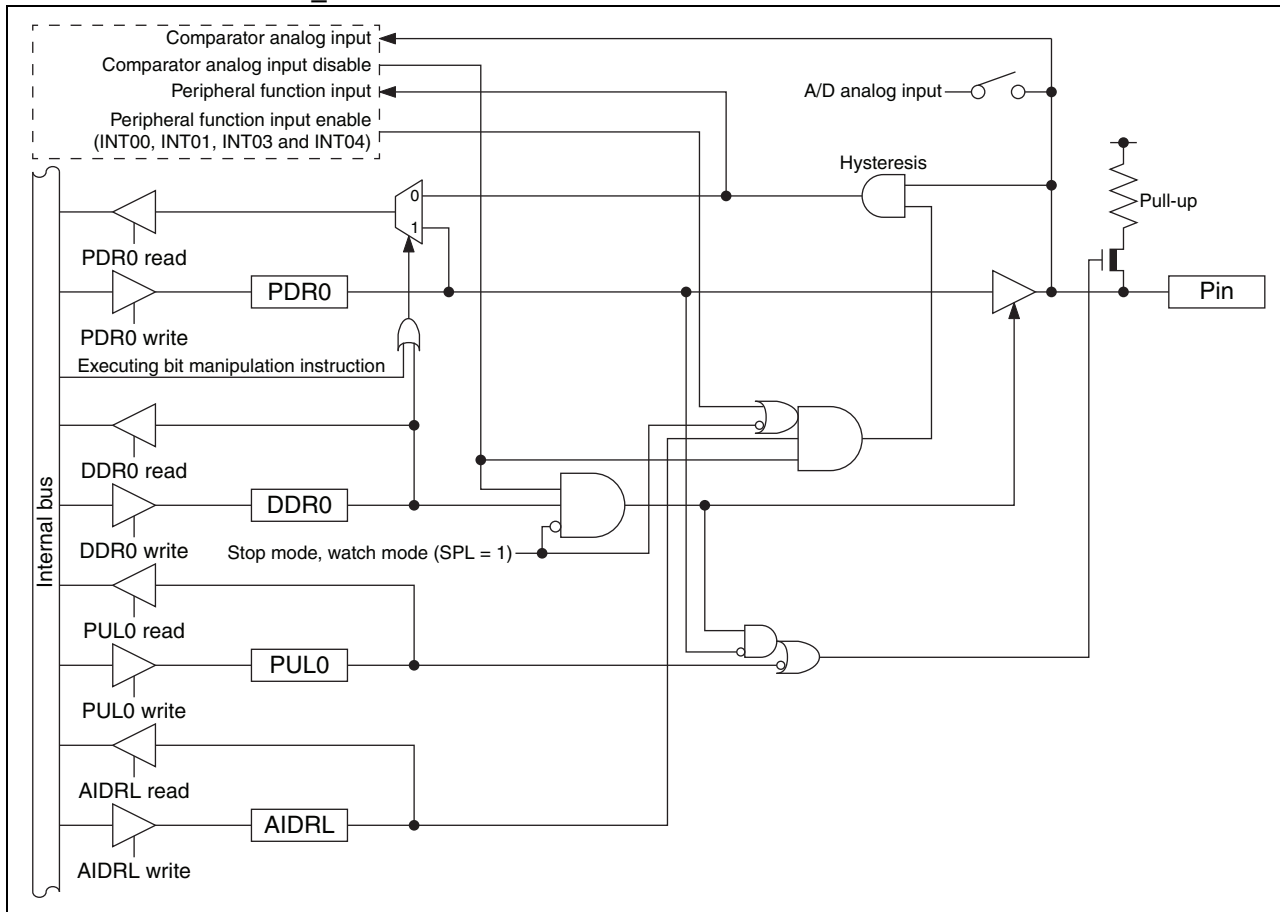 Comparator analog input
Comparator analog input disable
Peripheral function input
Peripheral function input enable
(INT00, INT01, INT03 and INT04)
A/D analog input
Hysteresis
Pull-up
0
1
PDR0 read
PDR0
Pin
PDR0 write
Executing bit manipulation instruction
DDR0 read
DDR0
DDR0 write
Stop mode, watch mode (SPL = 1)
Internal bus
PUL0 read
PUL0
PUL0 write
AIDRL read
AIDRL
AIDRL write